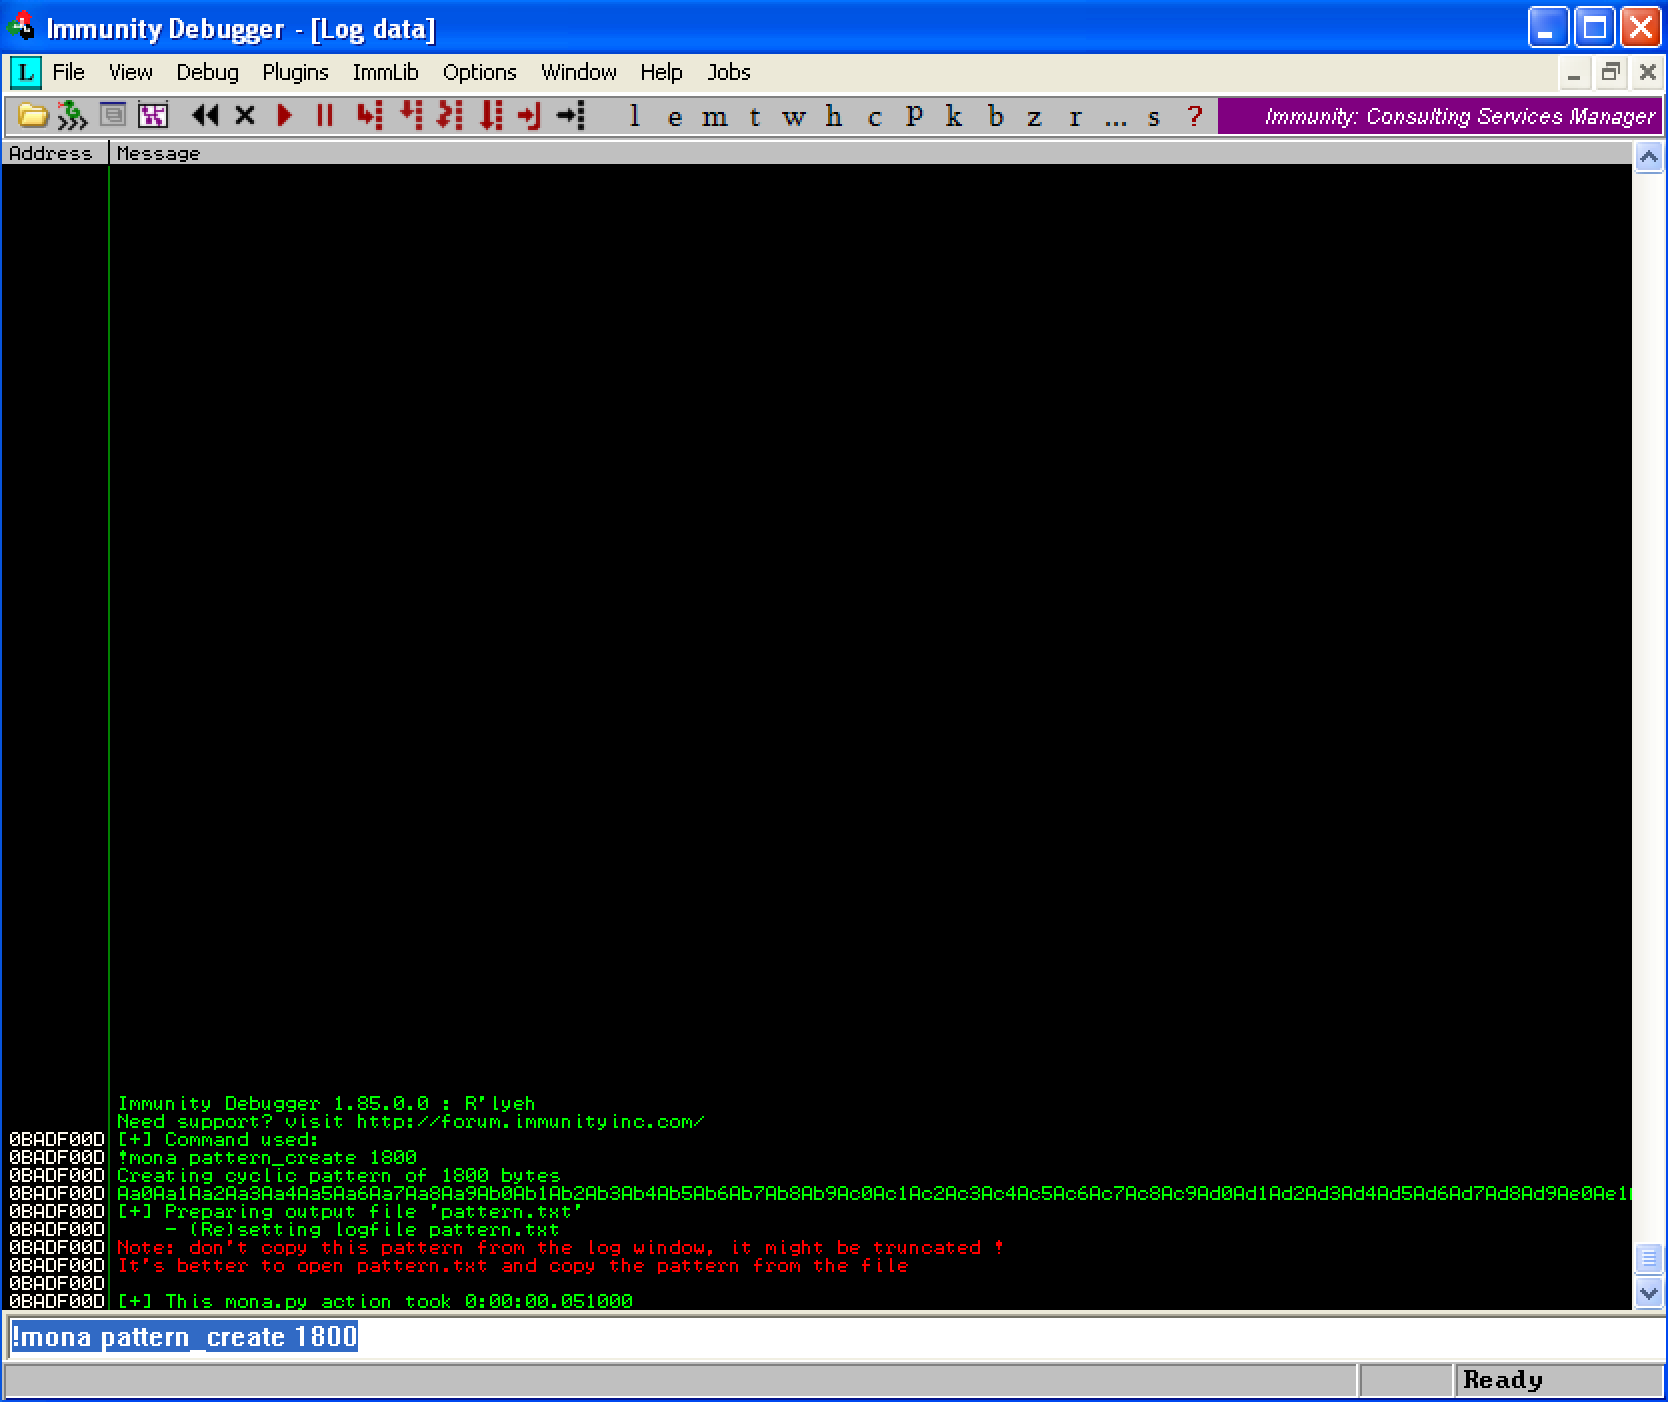 Immunity Debugger - [Log data]
L File View Debug Plugins ImmLib Options Window Help Jobs
l e m t w h c P k b z r ... s ? Immunity: Consulting Services Manager
Address Message
Immunity Debugger 1.85.0.0 : R'lyeh
Need support? visit http://forum.immunityinc.com/
0BADF00D [+] Command used:
0BADF00D !mona pattern_create 1800
0BADF00D Creating cyclic pattern of 1800 bytes
0BADF00D Aa0Aa1Aa2Aa3Aa4Aa5Aa6Aa7Aa8Aa9Ab0Ab1Ab2Ab3Ab4Ab5Ab6Ab7Ab8Ab9Ac0Ac1Ac2Ac3Ac4Ac5Ac6Ac7Ac8Ac9Ad0Ad1Ad2Ad3Ad4Ad5Ad6Ad7Ad8Ad9Ae0Ae1
0BADF00D [+] Preparing output file 'pattern.txt'
0BADF00D - (Re)setting logfile pattern.txt
0BADF00D Note: don't copy this pattern from the log window, it might be truncated !
0BADF00D It's better to open pattern.txt and copy the pattern from the file
0BADF00D
0BADF00D [+] This mona.py action took 0:00:00.051000
!mona pattern_create 1800
Ready